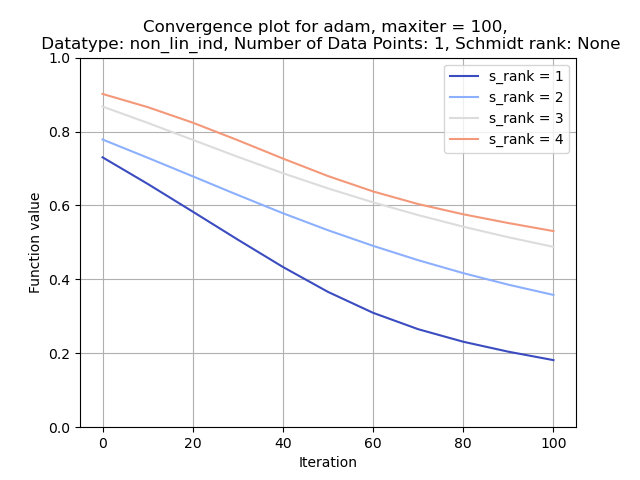 Convergence plot for adam, maxiter = 100,
Datatype: non_lin_ind, Number of Data Points: 1, Schmidt rank: None
1.0
0.8
0.6
0.4
0.2
0.0
Function value
s_rank = 1
s_rank = 2
s_rank = 3
s_rank = 4
0 20 40 60 80 100
Iteration